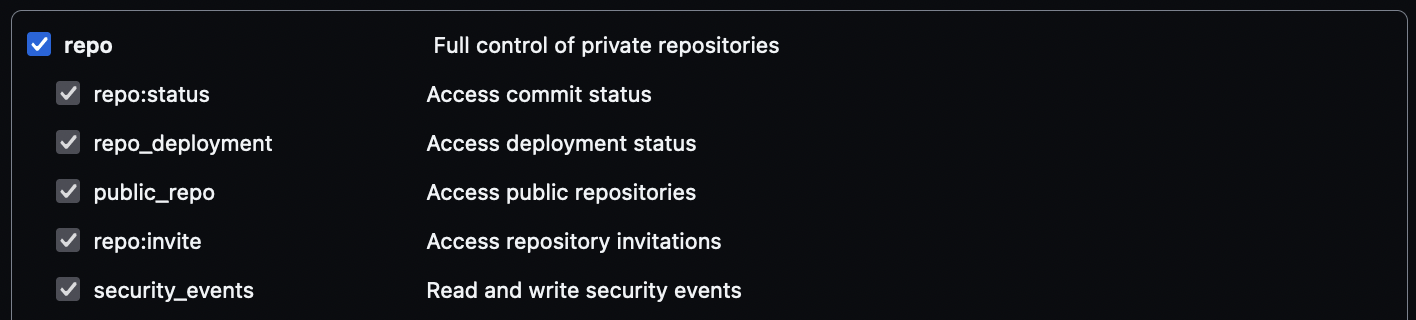 repo Full control of private repositories
repo:status Access commit status
repo_deployment Access deployment status
public_repo Access public repositories
repo:invite Access repository invitations
security_events Read and write security events